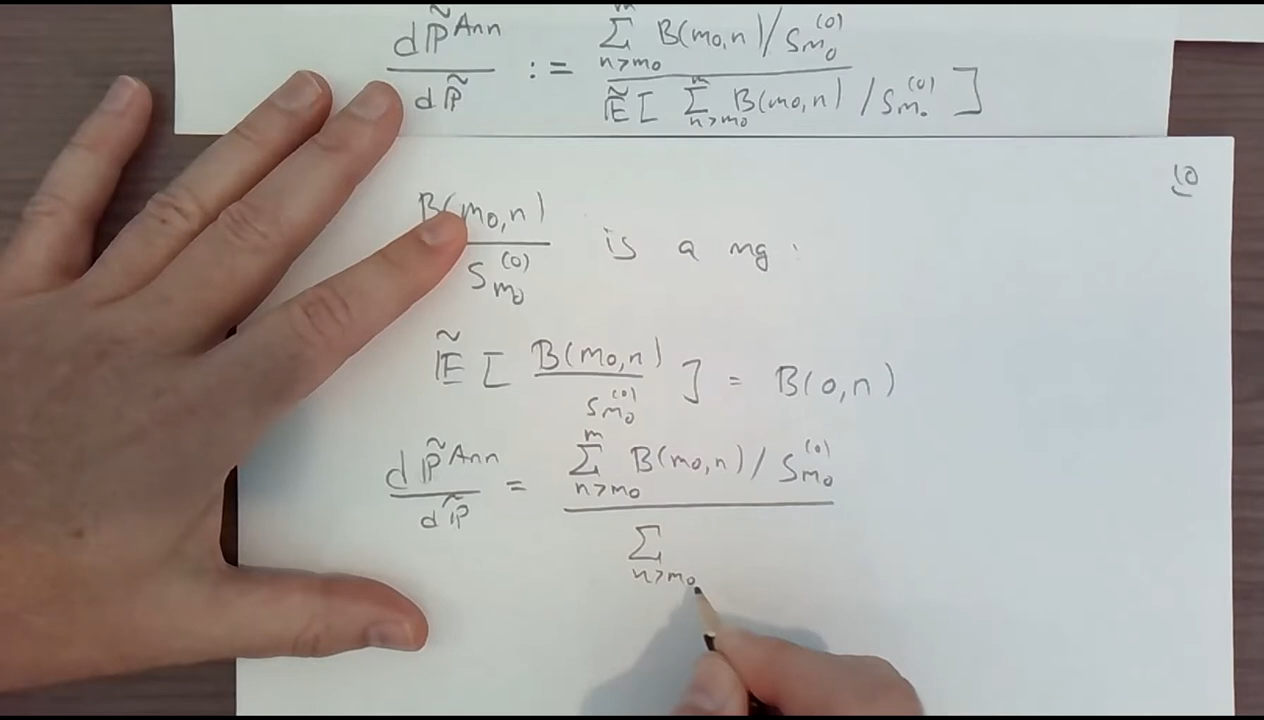 dP̃^Ann / dP̃ := Σ_{n>m₀}^{m} B(m₀,n)/S_{m₀}^{(0)} / Ẽ[ Σ_{n>m₀}^{m} B(m₀,n) / S_{m₀}^{(0)} ]
10
B(m₀,n) / S_{m₀}^{(0)} is a mg.
Ẽ[ B(m₀,n) / S_{m₀}^{(0)} ] = B(0,n)
dP̃^Ann / dP̃ = Σ_{n>m₀}^{m} B(m₀,n) / S_{m₀}^{(0)} / Σ_{n>m₀}